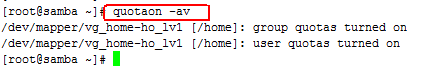 [root@samba ~]# quotaon -av
/dev/mapper/vg_home-ho_lv1 [/home]: group quotas turned on
/dev/mapper/vg_home-ho_lv1 [/home]: user quotas turned on
[root@samba ~]#